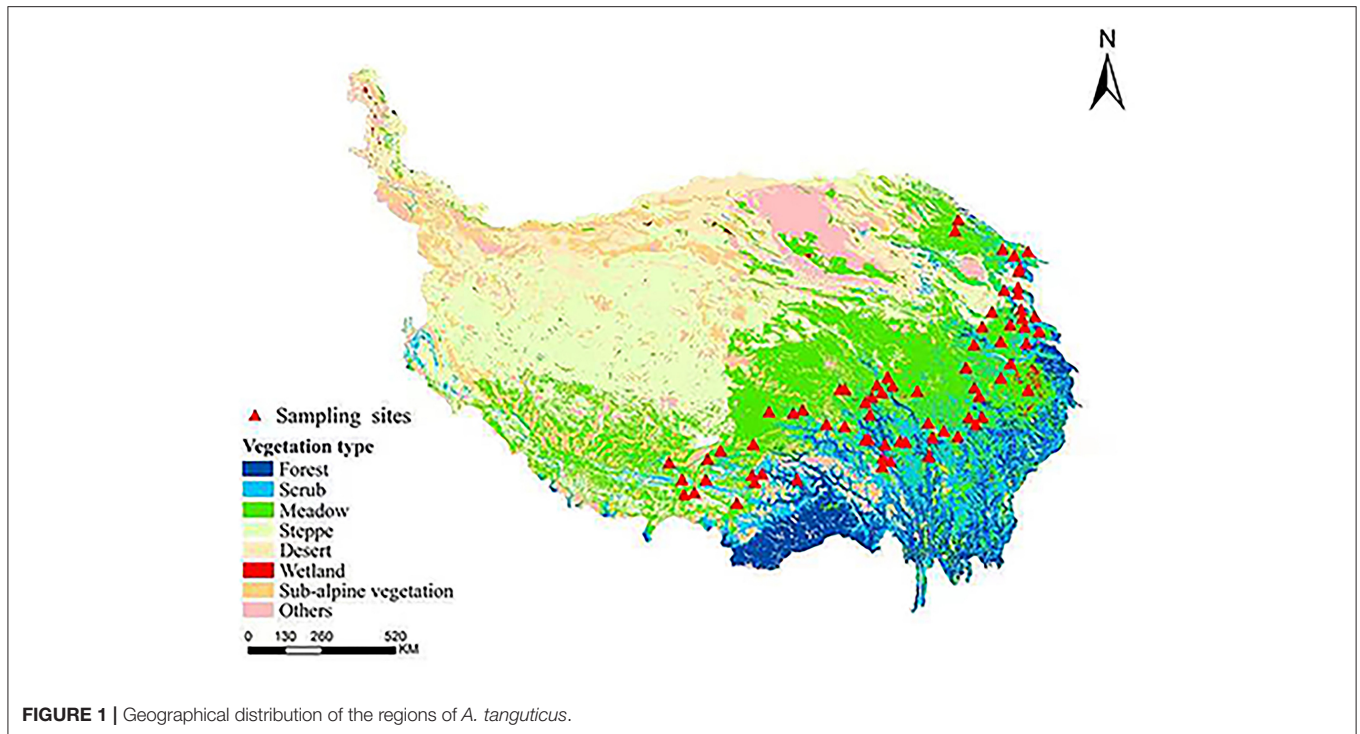 N
Sampling sites
Vegetation type
Forest
Scrub
Meadow
Steppe
Desert
Wetland
Sub-alpine vegetation
Others
0 130 260 520
KM
FIGURE 1 | Geographical distribution of the regions of A. tanguticus.